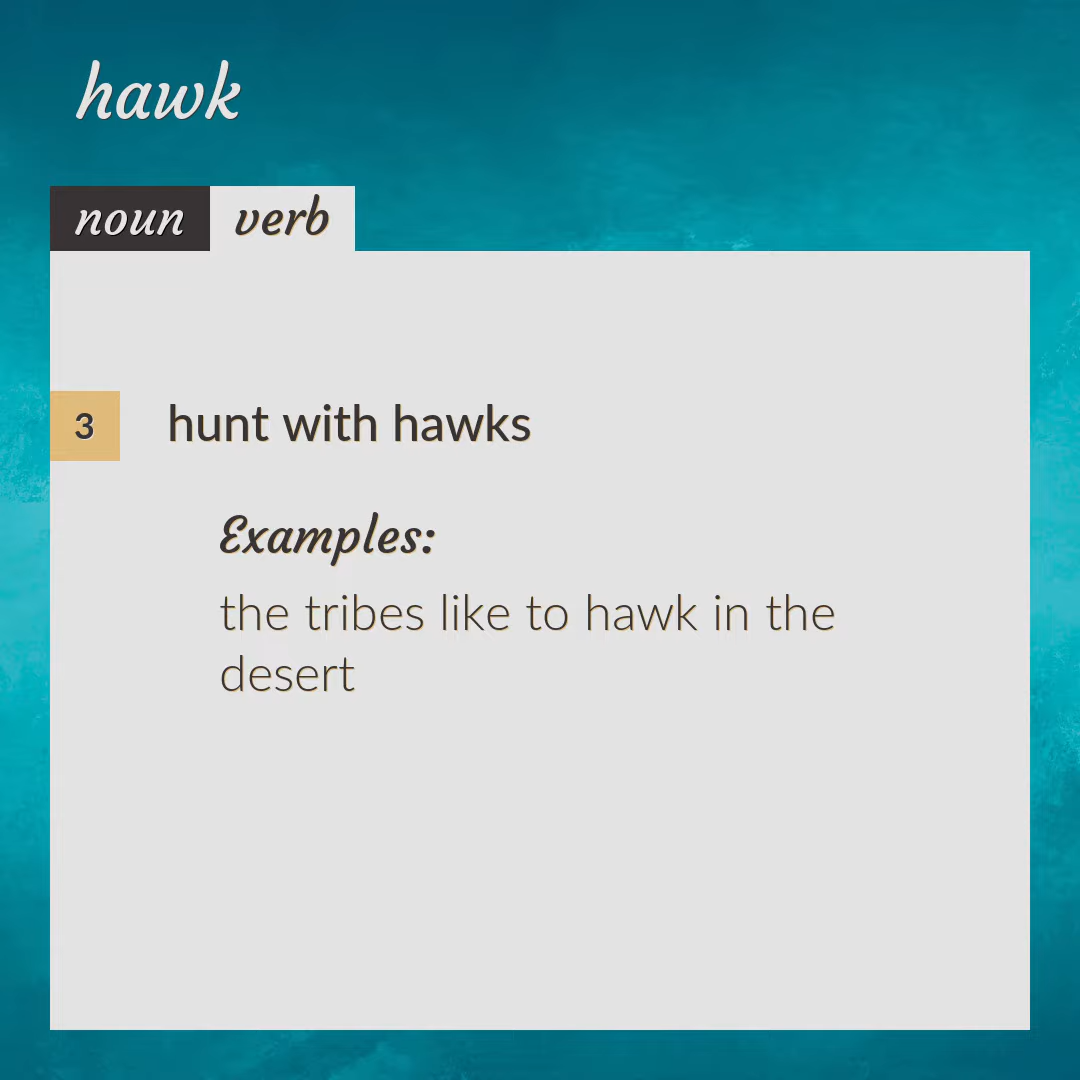 hawk
noun verb
3 hunt with hawks
Examples:
the tribes like to hawk in the
desert